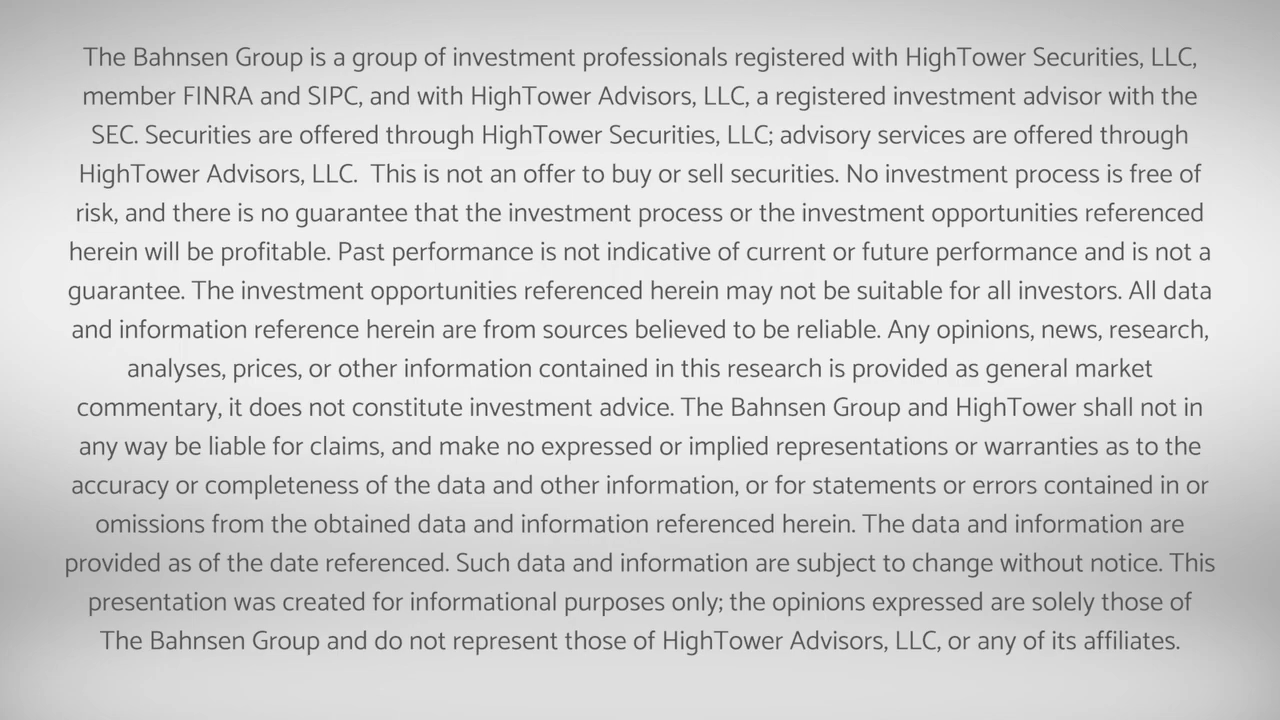 The Bahnsen Group is a group of investment professionals registered with HighTower Securities, LLC,
member FINRA and SIPC, and with HighTower Advisors, LLC, a registered investment advisor with the
SEC. Securities are offered through HighTower Securities, LLC; advisory services are offered through
HighTower Advisors, LLC.  This is not an offer to buy or sell securities. No investment process is free of
risk, and there is no guarantee that the investment process or the investment opportunities referenced
herein will be profitable. Past performance is not indicative of current or future performance and is not a
guarantee. The investment opportunities referenced herein may not be suitable for all investors. All data
and information reference herein are from sources believed to be reliable. Any opinions, news, research,
analyses, prices, or other information contained in this research is provided as general market
commentary, it does not constitute investment advice. The Bahnsen Group and HighTower shall not in
any way be liable for claims, and make no expressed or implied representations or warranties as to the
accuracy or completeness of the data and other information, or for statements or errors contained in or
omissions from the obtained data and information referenced herein. The data and information are
provided as of the date referenced. Such data and information are subject to change without notice. This
presentation was created for informational purposes only; the opinions expressed are solely those of
The Bahnsen Group and do not represent those of HighTower Advisors, LLC, or any of its affiliates.